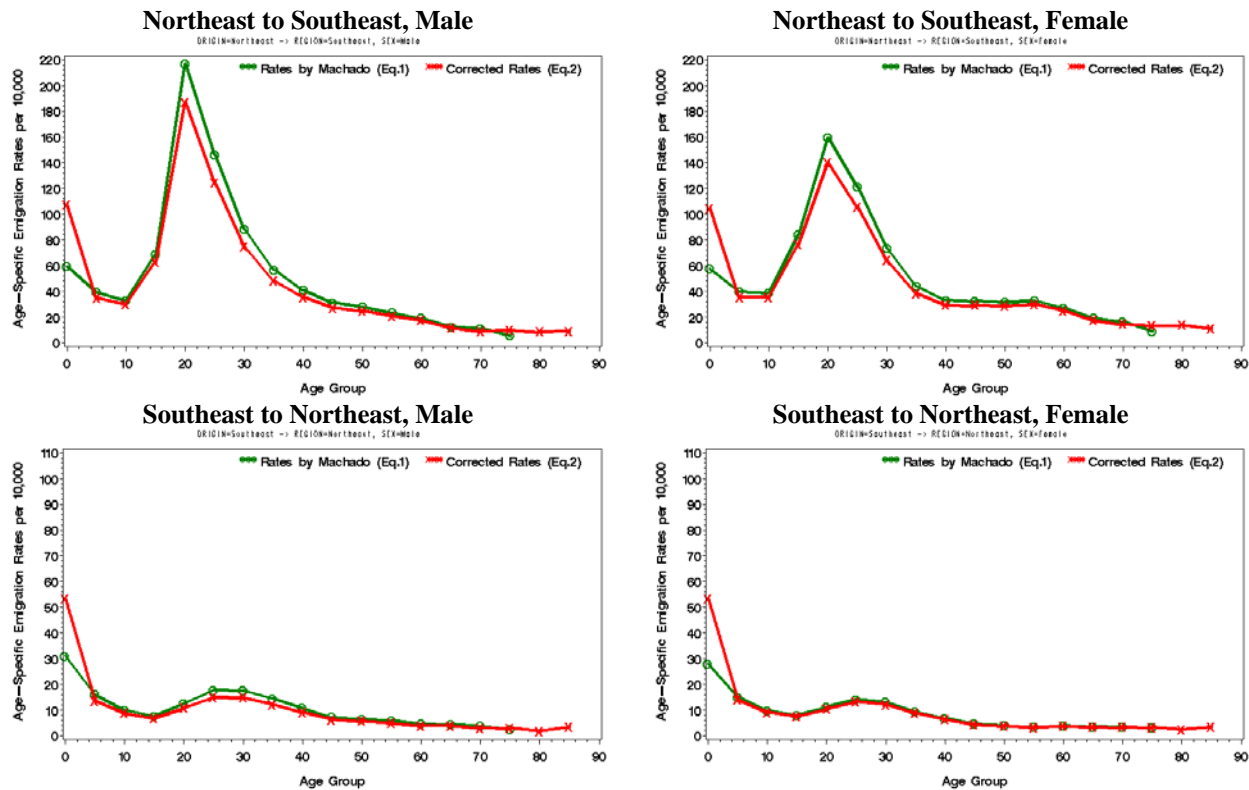 Northeast to Southeast, Male
ORIGIN=Northeast -> REGION=Southeast, SEX=Male
Rates by Machado (Eq.1) Corrected Rates (Eq.2)
Age-Specific Emigration Rates per 10,000
220
200
180
160
140
120
100
80
60
40
20
0
0 10 20 30 40 50 60 70 80 90
Age Group
Northeast to Southeast, Female
ORIGIN=Northeast -> REGION=Southeast, SEX=Female
Rates by Machado (Eq.1) Corrected Rates (Eq.2)
Age-Specific Emigration Rates per 10,000
220
200
180
160
140
120
100
80
60
40
20
0
0 10 20 30 40 50 60 70 80 90
Age Group
Southeast to Northeast, Male
ORIGIN=Southeast -> REGION=Northeast, SEX=Male
Rates by Machado (Eq.1) Corrected Rates (Eq.2)
Age-Specific Emigration Rates per 10,000
110
100
90
80
70
60
50
40
30
20
10
0
0 10 20 30 40 50 60 70 80 90
Age Group
Southeast to Northeast, Female
ORIGIN=Southeast -> REGION=Northeast, SEX=Female
Rates by Machado (Eq.1) Corrected Rates (Eq.2)
Age-Specific Emigration Rates per 10,000
110
100
90
80
70
60
50
40
30
20
10
0
0 10 20 30 40 50 60 70 80 90
Age Group